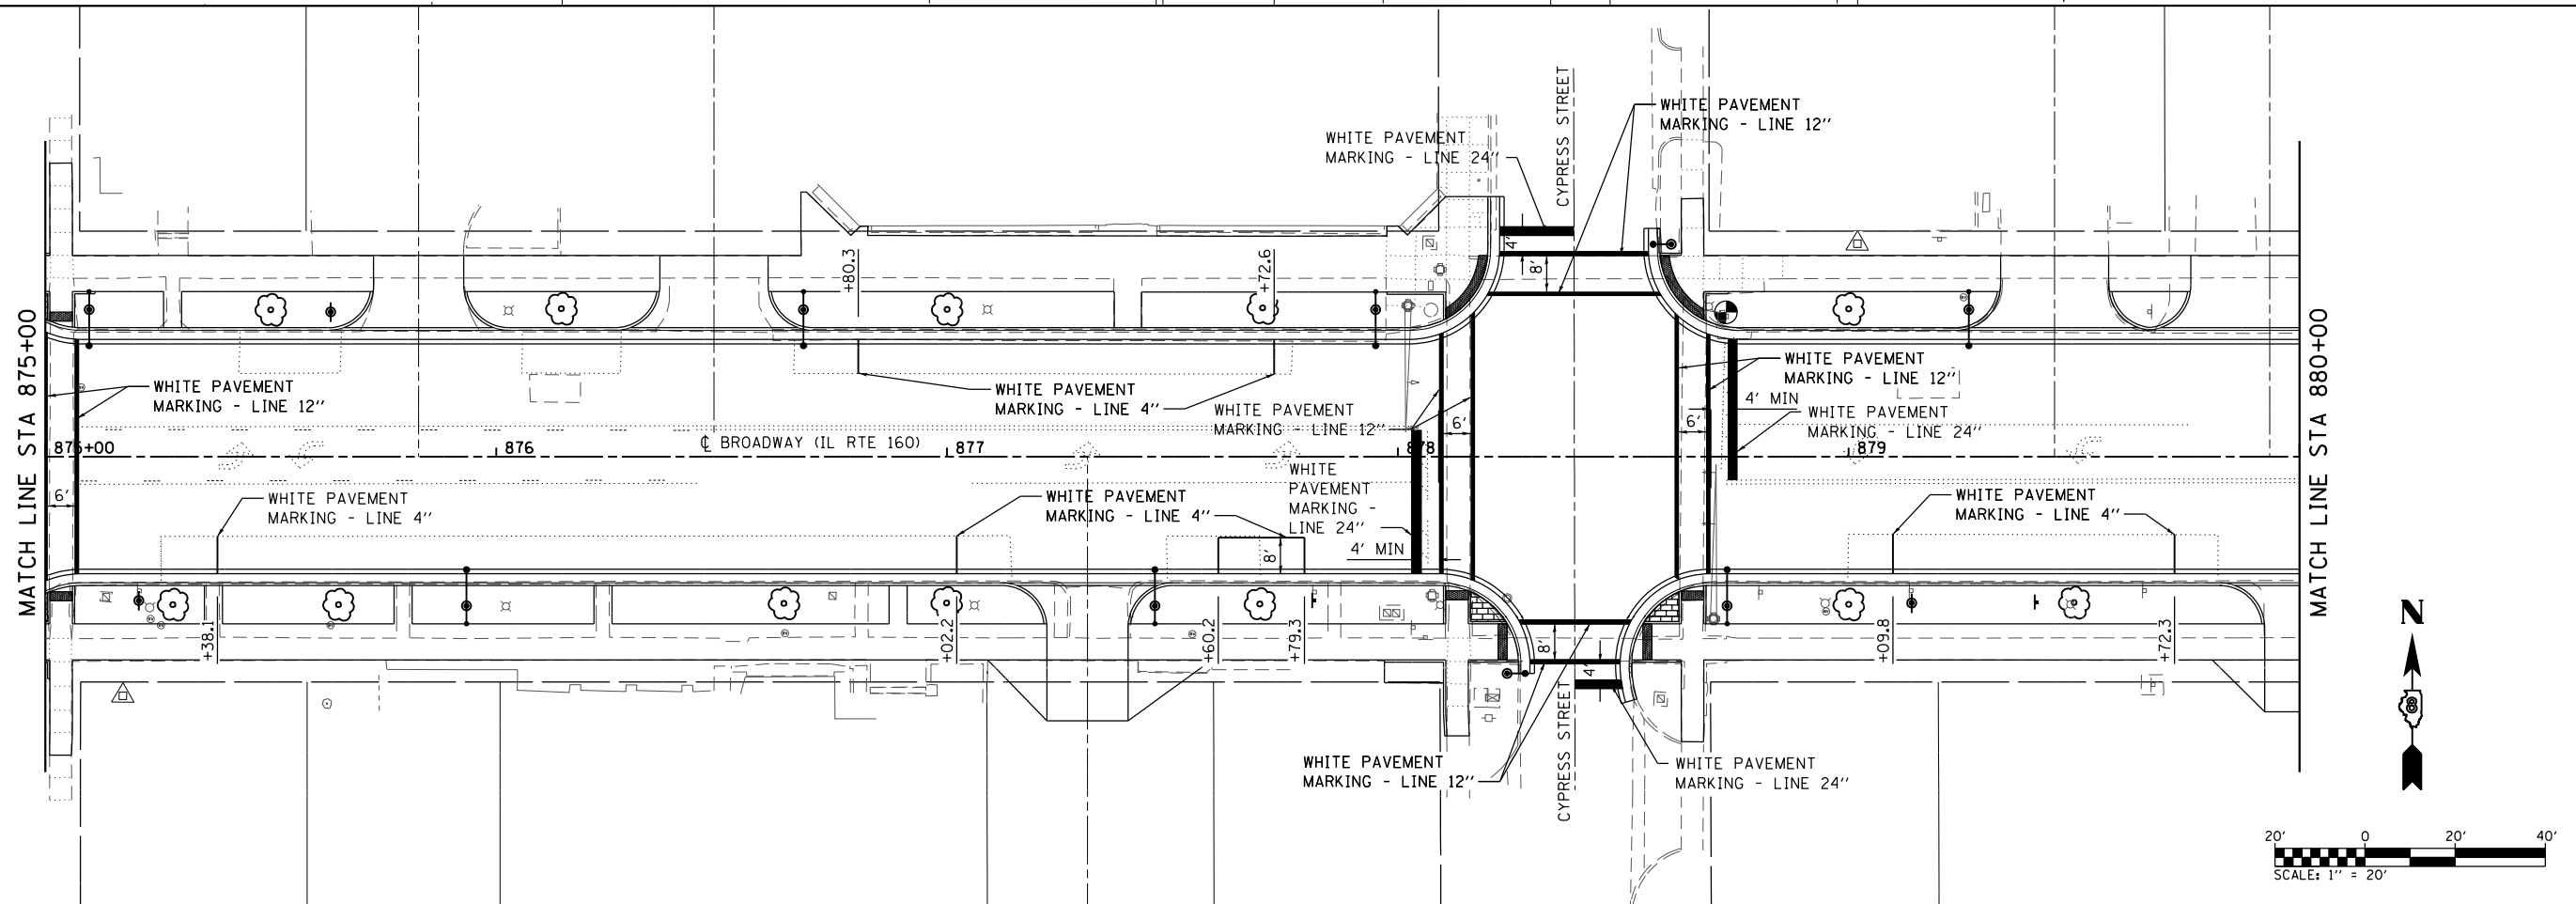 MATCH LINE STA 875+00
WHITE PAVEMENT
MARKING - LINE 24''
CYPRESS STREET
WHITE PAVEMENT
MARKING - LINE 12''
4'
8'
+80.3
+72.6
WHITE PAVEMENT
MARKING - LINE 12''
WHITE PAVEMENT
MARKING - LINE 4''
WHITE PAVEMENT
MARKING - LINE 12''
WHITE PAVEMENT
MARKING - LINE 12''
4' MIN
WHITE PAVEMENT
MARKING - LINE 24''
6'
6'
875+00
876
℄ BROADWAY (IL RTE 160)
877
878
879
6'
WHITE PAVEMENT
MARKING - LINE 4''
WHITE PAVEMENT
MARKING - LINE 4''
8'
WHITE
PAVEMENT
MARKING -
LINE 24''
4' MIN
WHITE PAVEMENT
MARKING - LINE 4''
+38.1
+02.2
+60.2
+79.3
8'
4'
+09.8
+72.3
WHITE PAVEMENT
MARKING - LINE 12''
CYPRESS STREET
WHITE PAVEMENT
MARKING - LINE 24''
MATCH LINE STA 880+00
N
20' 0 20' 40'
SCALE: 1'' = 20'